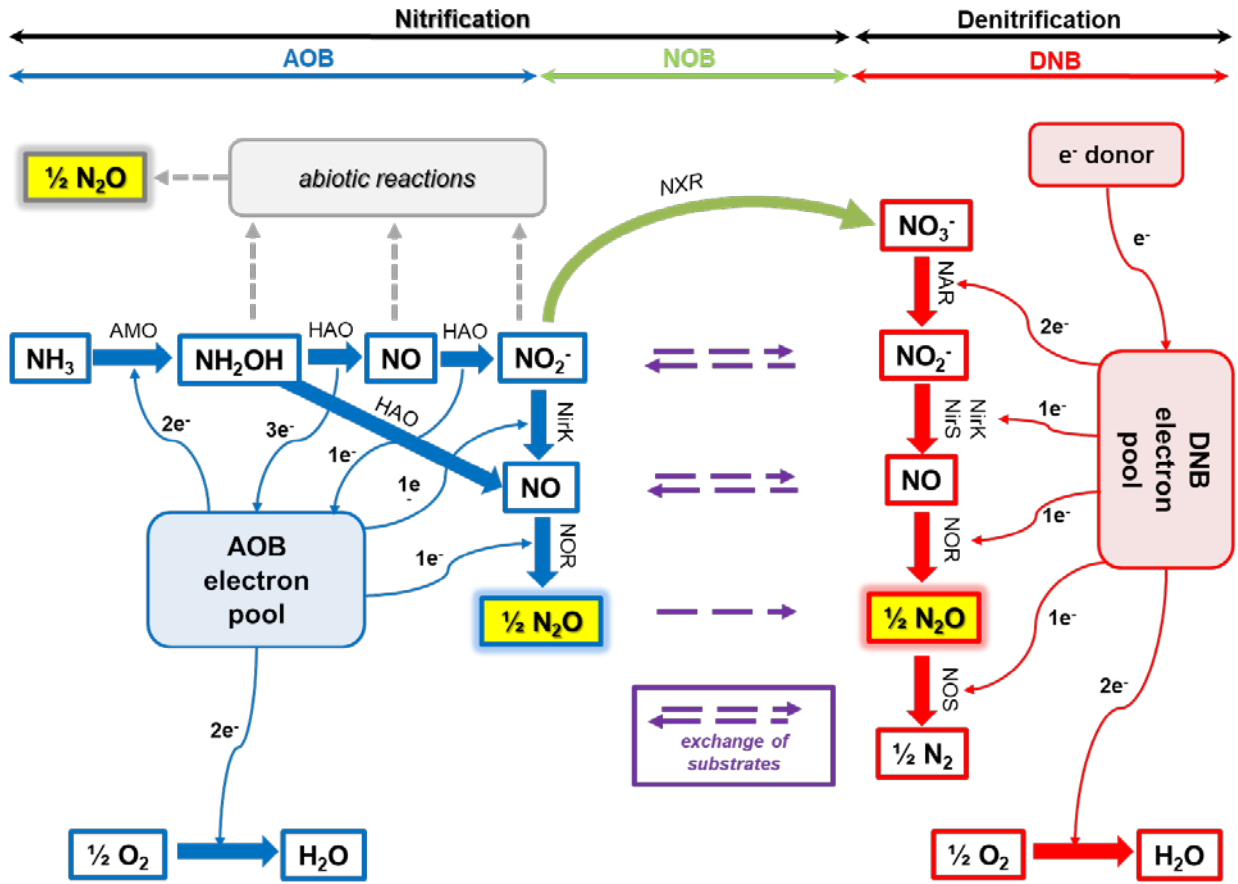 Nitrification
Denitrification
AOB
NOB
DNB
½ N₂O
abiotic reactions
NXR
e⁻ donor
NO₃⁻
e⁻
NAR
AMO
HAO
HAO
2e⁻
NH₃
NH₂OH
NO
NO₂⁻
NO₂⁻
HAO
NirK
NirS
NirK
1e⁻
2e⁻
3e⁻
1e⁻
1e
-
DNB
electron
pool
NO
NO
AOB
electron
pool
1e⁻
NOR
NOR
1e⁻
½ N₂O
½ N₂O
1e⁻
NOS
2e⁻
2e⁻
exchange of
substrates
½ N₂
½ O₂
H₂O
½ O₂
H₂O